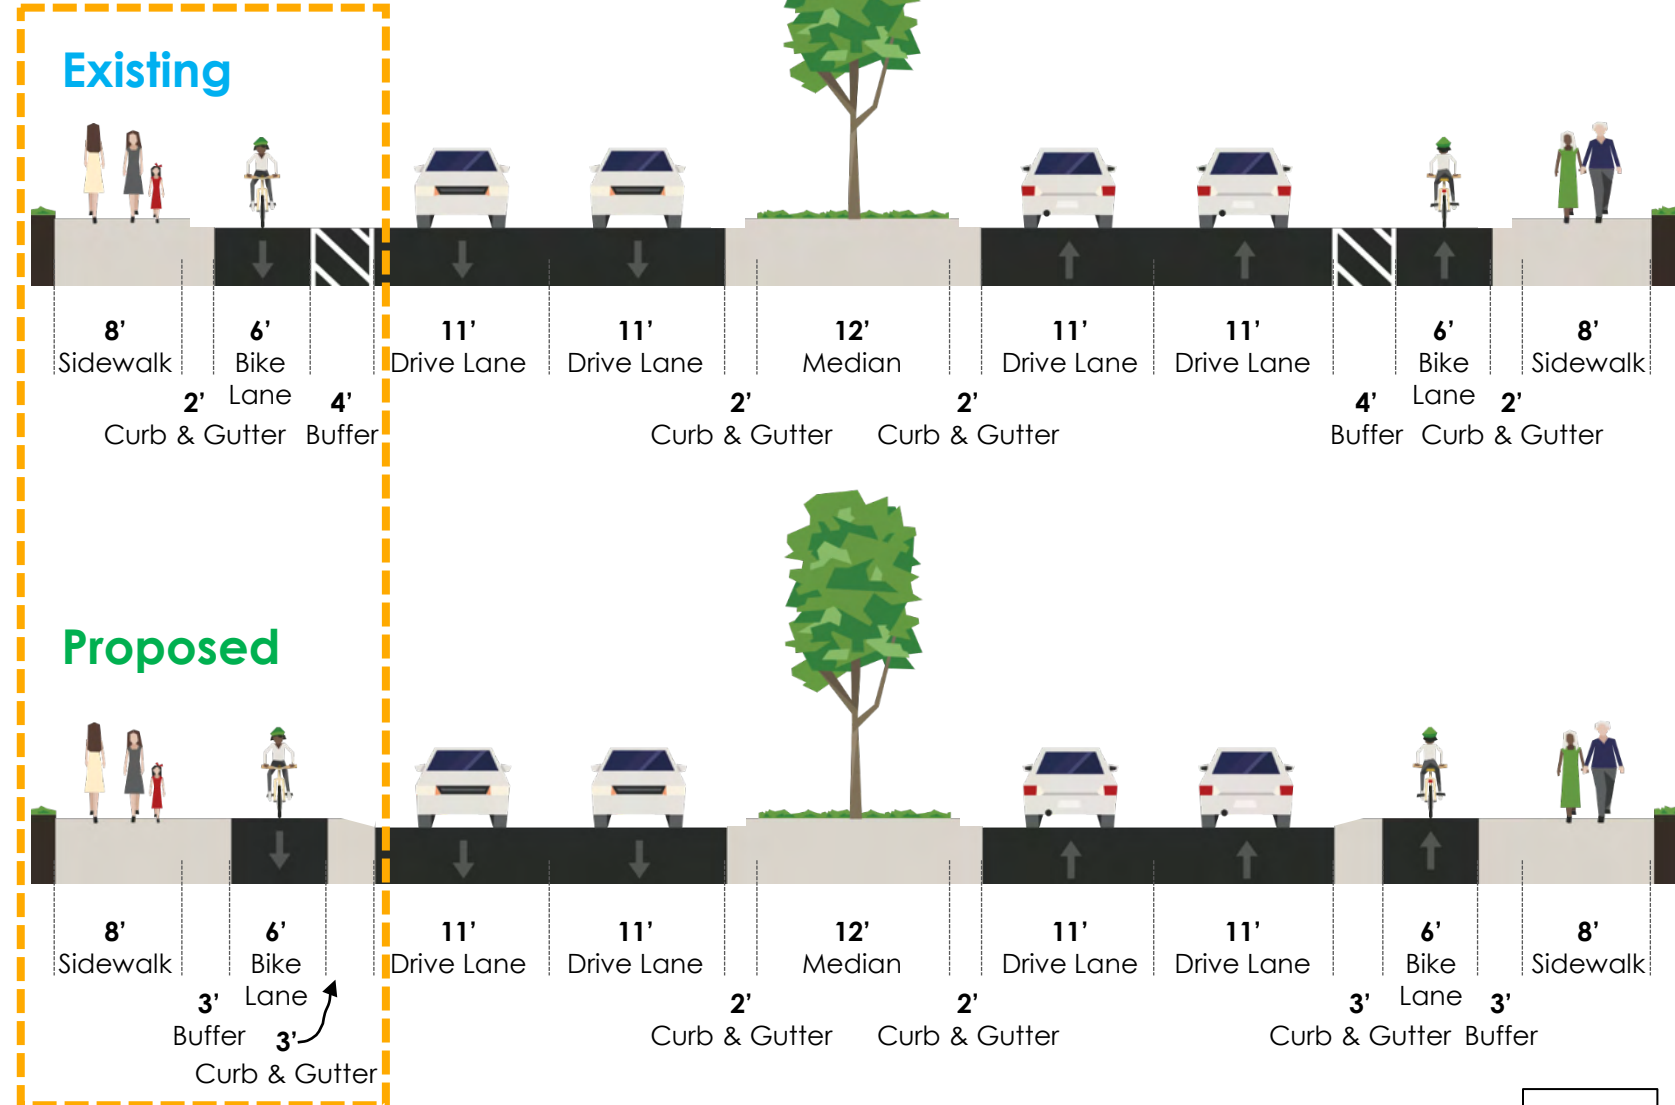 Existing
8’ 6’ 11’ 11’ 12’ 11’ 11’ 6’ 8’
Sidewalk Bike Drive Lane Drive Lane Median Drive Lane Drive Lane Bike Sidewalk
2’ Lane 4’ 2’ 2’ 4’ Lane 2’
Curb & Gutter Buffer Curb & Gutter Curb & Gutter Buffer Curb & Gutter
Proposed
8’ 6’ 11’ 11’ 12’ 11’ 11’ 6’ 8’
Sidewalk Bike Drive Lane Drive Lane Median Drive Lane Drive Lane Bike Sidewalk
3’ Lane 2’ 2’ 3’ Lane 3’
Buffer 3’ Curb & Gutter Curb & Gutter Curb & Gutter Buffer
Curb & Gutter